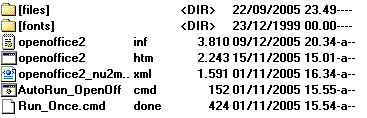 [files] <DIR> 22/09/2005 23.49----
[fonts] <DIR> 23/12/1999 00.00----
openoffice2 inf 3.810 09/12/2005 20.34-a--
openoffice2 htm 2.243 15/11/2005 15.01-a--
openoffice2_nu2m.. xml 1.591 01/11/2005 16.34-a--
AutoRun_OpenOff cmd 152 01/11/2005 15.55-a--
Run_Once.cmd done 424 01/11/2005 15.54-a--